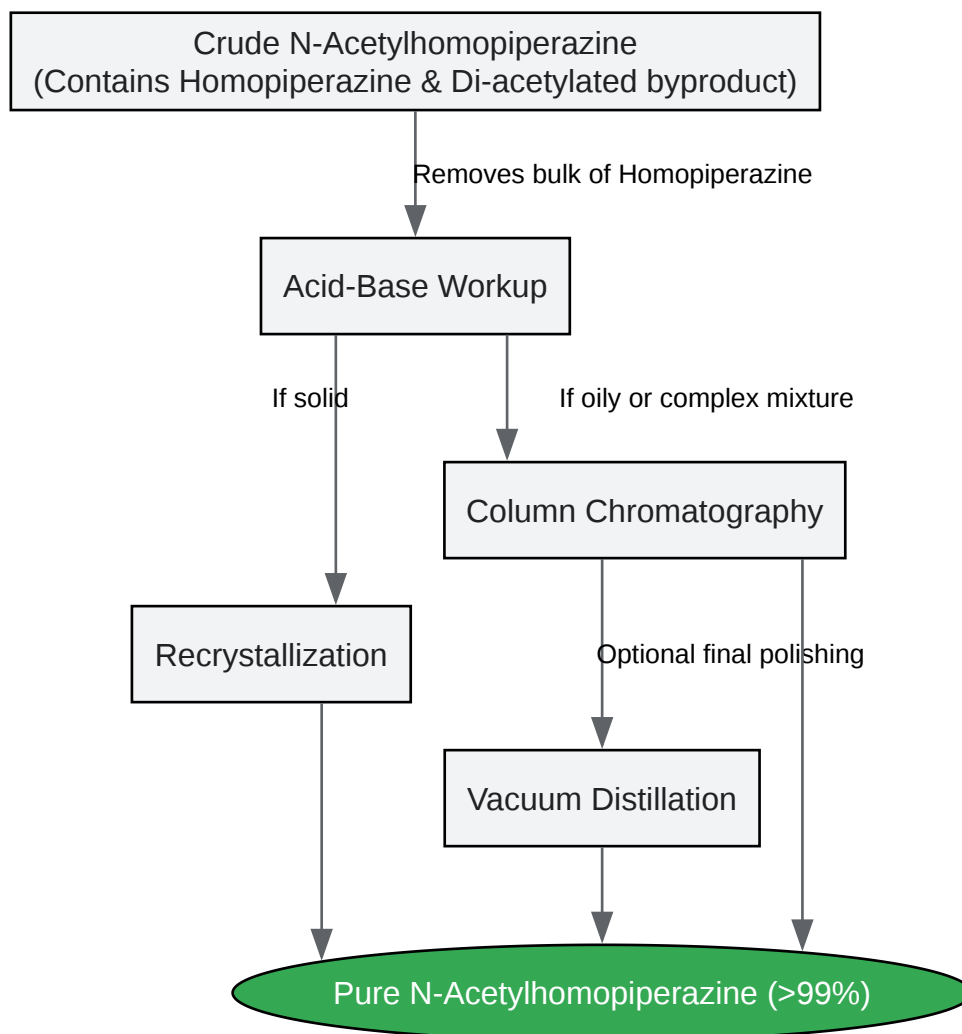 Crude N-Acetylhomopiperazine
(Contains Homopiperazine & Di-acetylated byproduct)
Removes bulk of Homopiperazine
Acid-Base Workup
If solid
If oily or complex mixture
Column Chromatography
Recrystallization
Optional final polishing
Vacuum Distillation
Pure N-Acetylhomopiperazine (>99%)